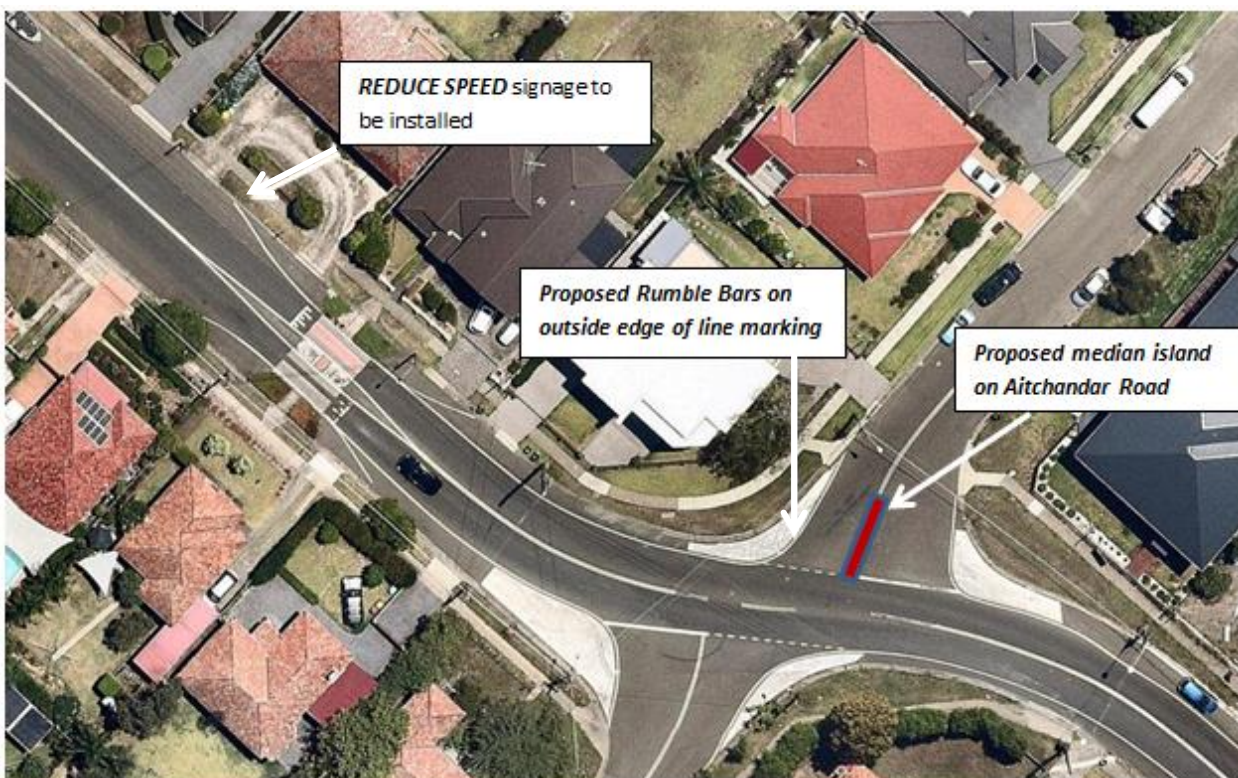 REDUCE SPEED signage to
be installed
Proposed Rumble Bars on
outside edge of line marking
Proposed median island
on Aitchandar Road